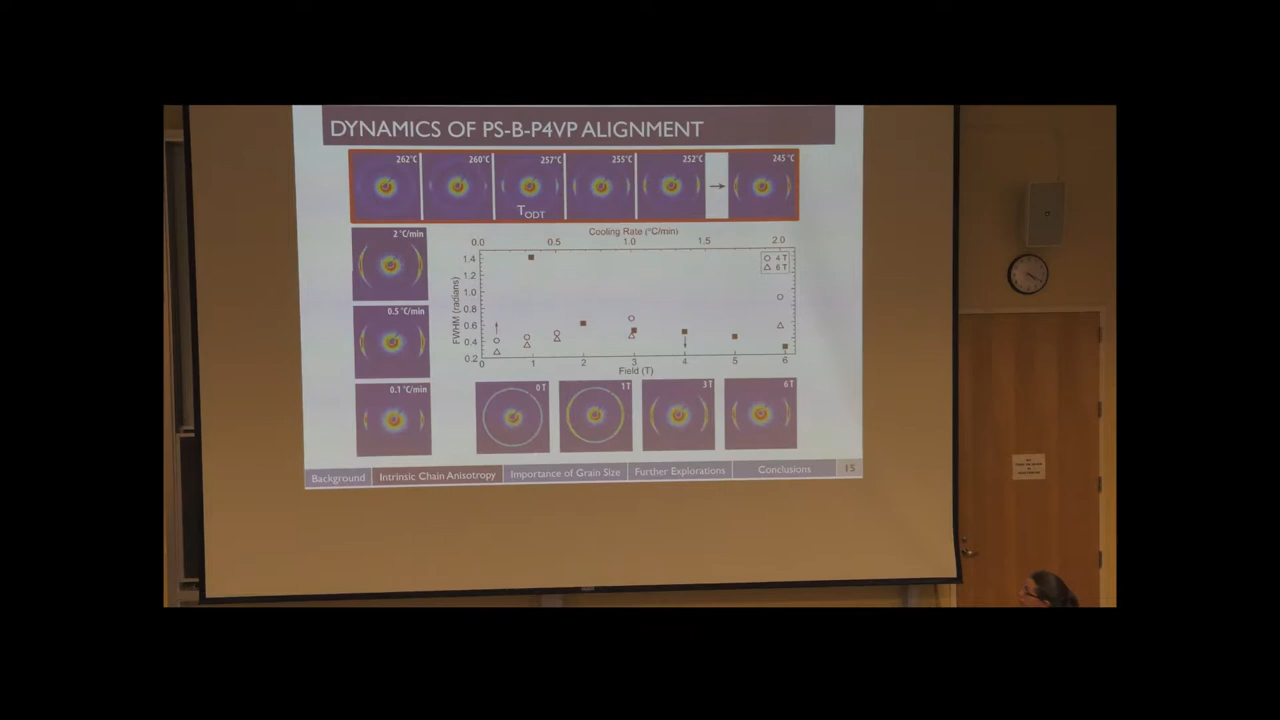 DYNAMICS OF PS-B-P4VP ALIGNMENT
262°C 260°C 257°C 255°C 252°C 245 °C
TODT
2 °C/min
0.5 °C/min
0.1 °C/min
Cooling Rate (°C/min)
0.0 0.5 1.0 1.5 2.0
4 T
6 T
FWHM (radians)
1.4
1.2
1.0
0.8
0.6
0.4
0.2
0 1 2 3 4 5 6
Field (T)
0 T 1 T 3 T 6 T
Background Intrinsic Chain Anisotropy Importance of Grain Size Further Explorations Conclusions 15